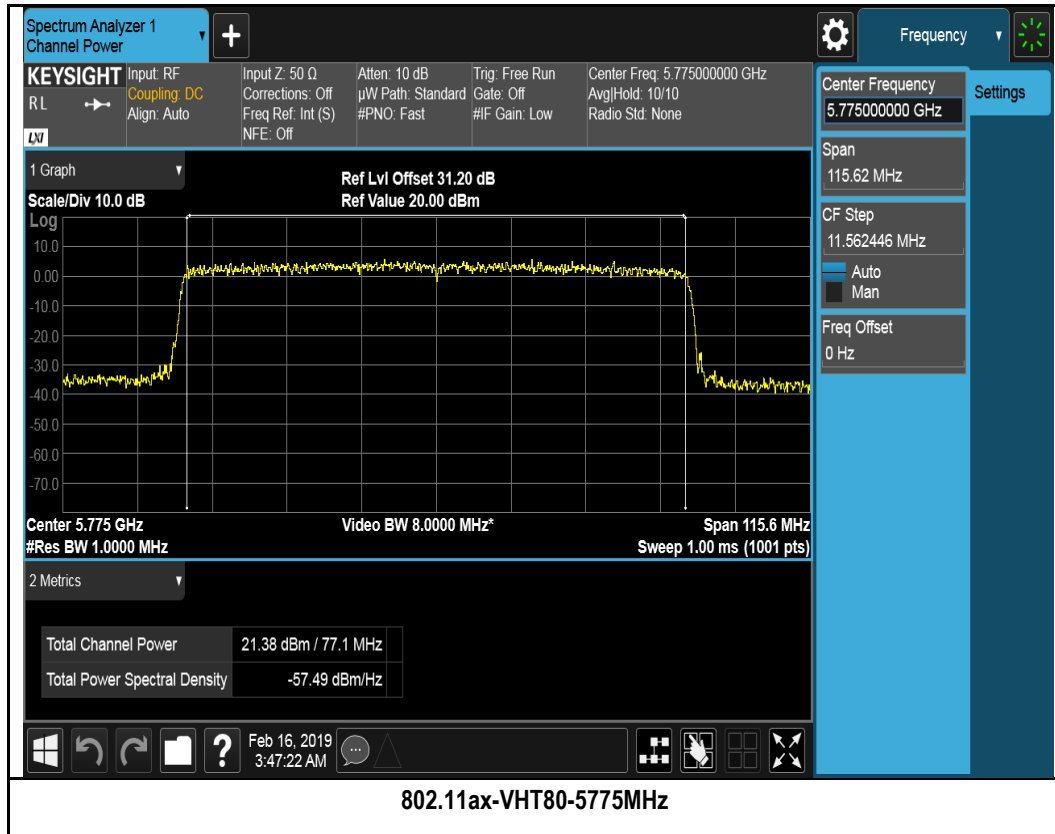 Spectrum Analyzer 1
Channel Power
Frequency
KEYSIGHT
RL
LXI
Input: RF
Coupling: DC
Align: Auto
Input Z: 50 Ω
Corrections: Off
Freq Ref: Int (S)
NFE: Off
Atten: 10 dB
µW Path: Standard
#PNO: Fast
Trig: Free Run
Gate: Off
#IF Gain: Low
Center Freq: 5.775000000 GHz
Avg|Hold: 10/10
Radio Std: None
Center Frequency
5.775000000 GHz
Settings
Span
115.62 MHz
CF Step
11.562446 MHz
Auto
Man
Freq Offset
0 Hz
1 Graph
Scale/Div 10.0 dB
Ref Lvl Offset 31.20 dB
Ref Value 20.00 dBm
Log
10.0
0.00
-10.0
-20.0
-30.0
-40.0
-50.0
-60.0
-70.0
Center 5.775 GHz
#Res BW 1.0000 MHz
Video BW 8.0000 MHz*
Span 115.6 MHz
Sweep 1.00 ms (1001 pts)
2 Metrics
Total Channel Power 21.38 dBm / 77.1 MHz
Total Power Spectral Density -57.49 dBm/Hz
?
Feb 16, 2019
3:47:22 AM
802.11ax-VHT80-5775MHz